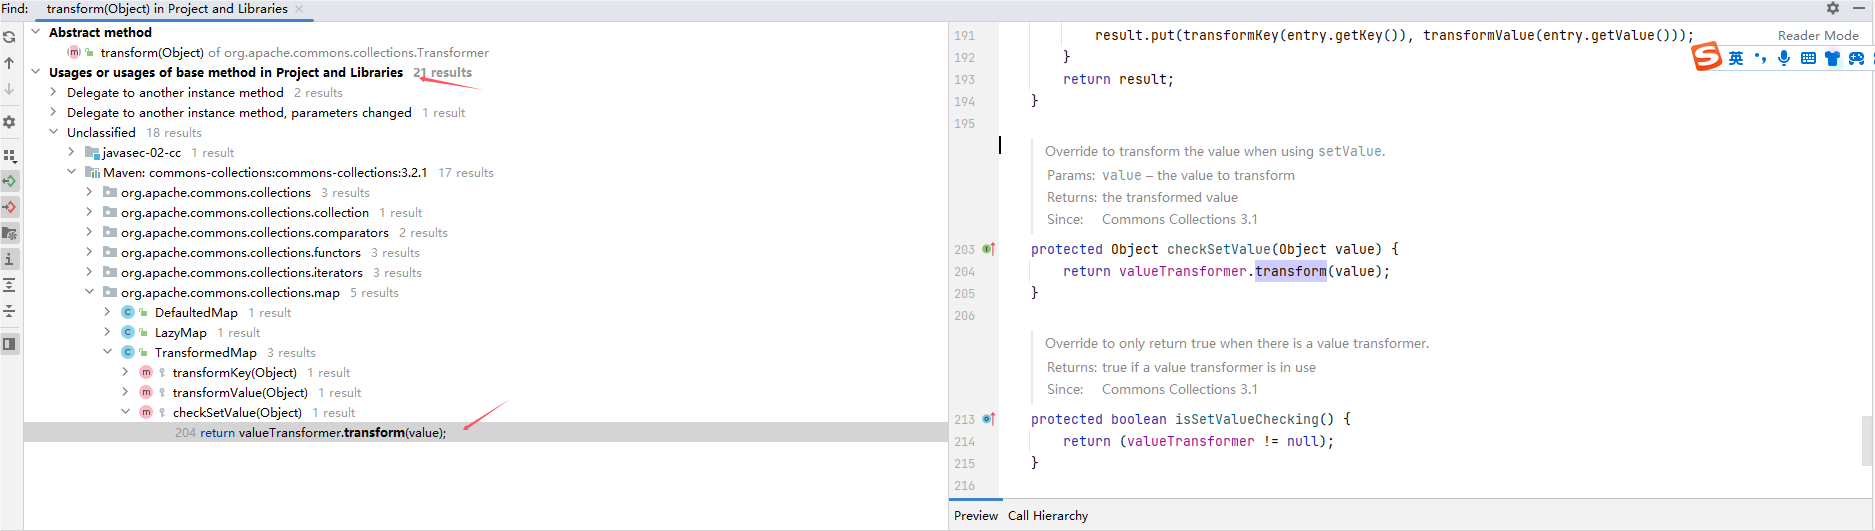 Find: transform(Object) in Project and Libraries
Abstract method
transform(Object) of org.apache.commons.collections.Transformer
Usages or usages of base method in Project and Libraries 21 results
Delegate to another instance method 2 results
Delegate to another instance method, parameters changed 1 result
Unclassified 18 results
javasec-02-cc 1 result
Maven: commons-collections:commons-collections:3.2.1 17 results
org.apache.commons.collections 3 results
org.apache.commons.collections.collection 1 result
org.apache.commons.collections.comparators 2 results
org.apache.commons.collections.functors 3 results
org.apache.commons.collections.iterators 3 results
org.apache.commons.collections.map 5 results
DefaultedMap 1 result
LazyMap 1 result
TransformedMap 3 results
transformKey(Object) 1 result
transformValue(Object) 1 result
checkSetValue(Object) 1 result
204 return valueTransformer.transform(value);
191 result.put(transformKey(entry.getKey()), transformValue(entry.getValue()));
Reader Mode
英
192 }
193 return result;
194 }
195
Override to transform the value when using setValue.
Params: value – the value to transform
Returns: the transformed value
Since: Commons Collections 3.1
203 protected Object checkSetValue(Object value) {
204 return valueTransformer.transform(value);
205 }
206
Override to only return true when there is a value transformer.
Returns: true if a value transformer is in use
Since: Commons Collections 3.1
213 protected boolean isSetValueChecking() {
214 return (valueTransformer != null);
215 }
216
Preview Call Hierarchy